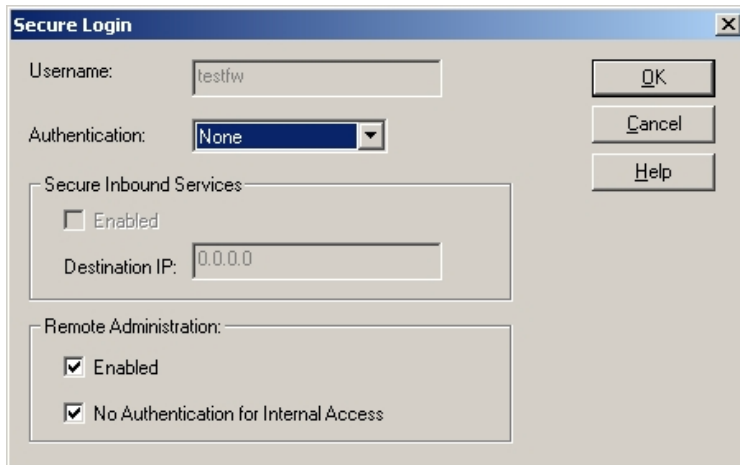 Secure Login
Username: testfw
OK
Authentication: None
Cancel
Help
Secure Inbound Services
Enabled
Destination IP: 0.0.0.0
Remote Administration:
Enabled
No Authentication for Internal Access